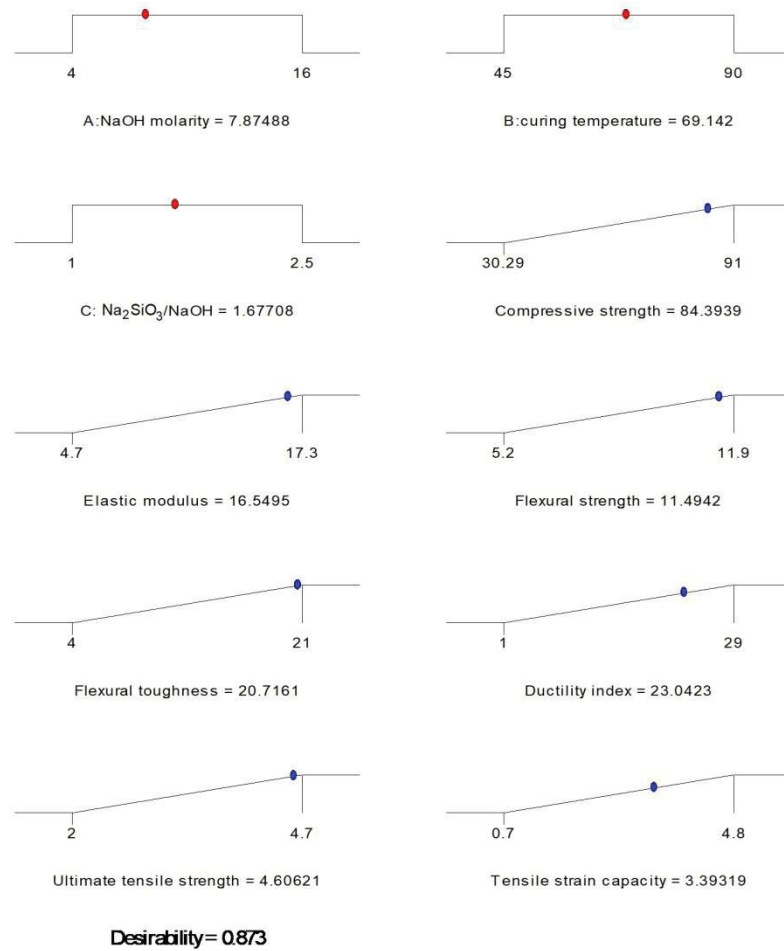 4 16
A:NaOH molarity = 7.87488
45 90
B:curing temperature = 69.142
1 2.5
C: Na₂SiO₃/NaOH = 1.67708
30.29 91
Compressive strength = 84.3939
4.7 17.3
Elastic modulus = 16.5495
5.2 11.9
Flexural strength = 11.4942
4 21
Flexural toughness = 20.7161
1 29
Ductility index = 23.0423
2 4.7
Ultimate tensile strength = 4.60621
0.7 4.8
Tensile strain capacity = 3.39319
Desirability = 0.873